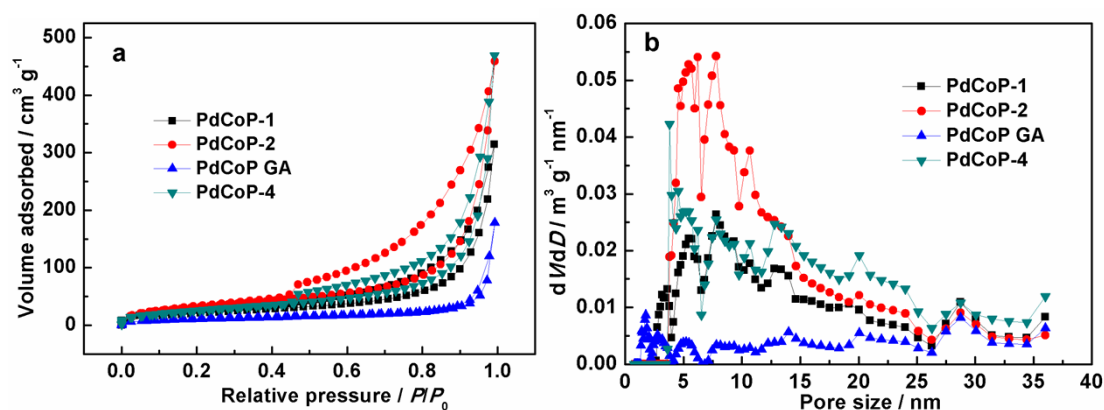 a
Volume adsorbed / cm³ g⁻¹
500
400
300
200
100
0
PdCoP-1
PdCoP-2
PdCoP GA
PdCoP-4
0.0 0.2 0.4 0.6 0.8 1.0
Relative pressure / P/P₀
b
dV/dD / m³ g⁻¹ nm⁻¹
0.06
0.05
0.04
0.03
0.02
0.01
0.00
PdCoP-1
PdCoP-2
PdCoP GA
PdCoP-4
0 5 10 15 20 25 30 35 40
Pore size / nm